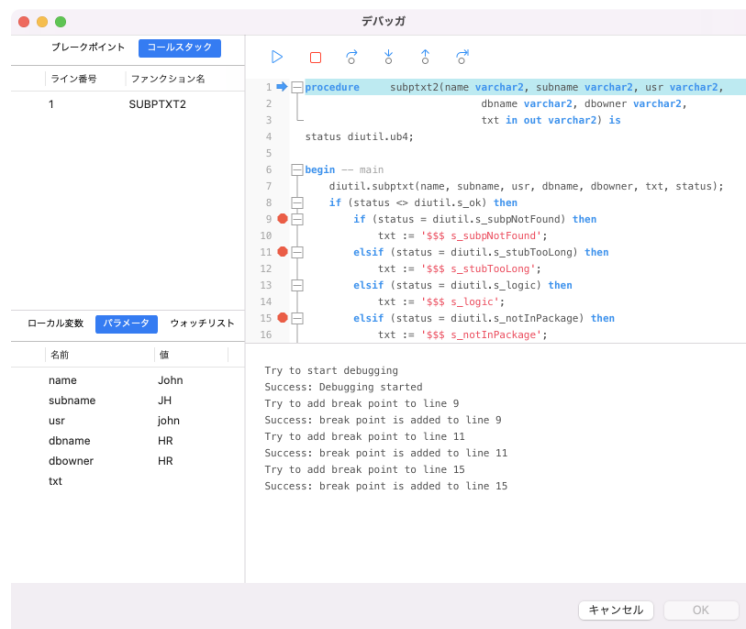 デバッガ
ブレークポイント コールスタック
ライン番号 ファンクション名
1 SUBPTXT2
1 procedure subptxt2(name varchar2, subname varchar2, usr varchar2,
2 dbname varchar2, dbowner varchar2,
3 txt in out varchar2) is
4 status diutil.ub4;
5
6 begin -- main
7 diutil.subptxt(name, subname, usr, dbname, dbowner, txt, status);
8 if (status <> diutil.s_ok) then
9 if (status = diutil.s_subpNotFound) then
10 txt := '$$$ s_subpNotFound';
11 elsif (status = diutil.s_stubTooLong) then
12 txt := '$$$ s_stubTooLong';
13 elsif (status = diutil.s_logic) then
14 txt := '$$$ s_logic';
15 elsif (status = diutil.s_notInPackage) then
16 txt := '$$$ s_notInPackage';
ローカル変数 パラメータ ウォッチリスト
名前 値
name John
subname JH
usr john
dbname HR
dbowner HR
txt
Try to start debugging
Success: Debugging started
Try to add break point to line 9
Success: break point is added to line 9
Try to add break point to line 11
Success: break point is added to line 11
Try to add break point to line 15
Success: break point is added to line 15
キャンセル OK